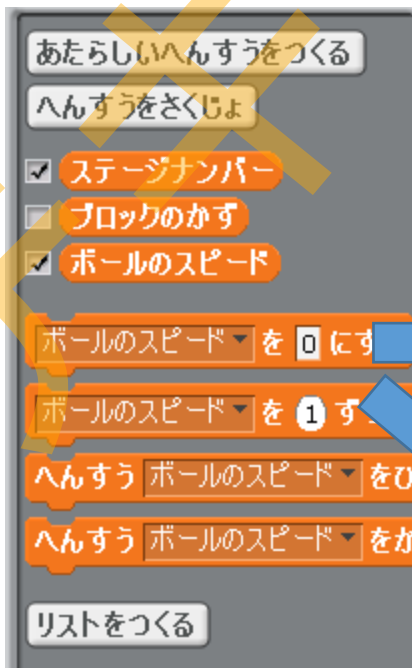 あたらしいへんすうをつくる
へんすうをさくじょ
ステージナンバー
ブロックのかず
ボールのスピード
ボールのスピード を 0 にす
ボールのスピード を 1 ず
へんすう ボールのスピード をひ
へんすう ボールのスピード をか
リストをつくる